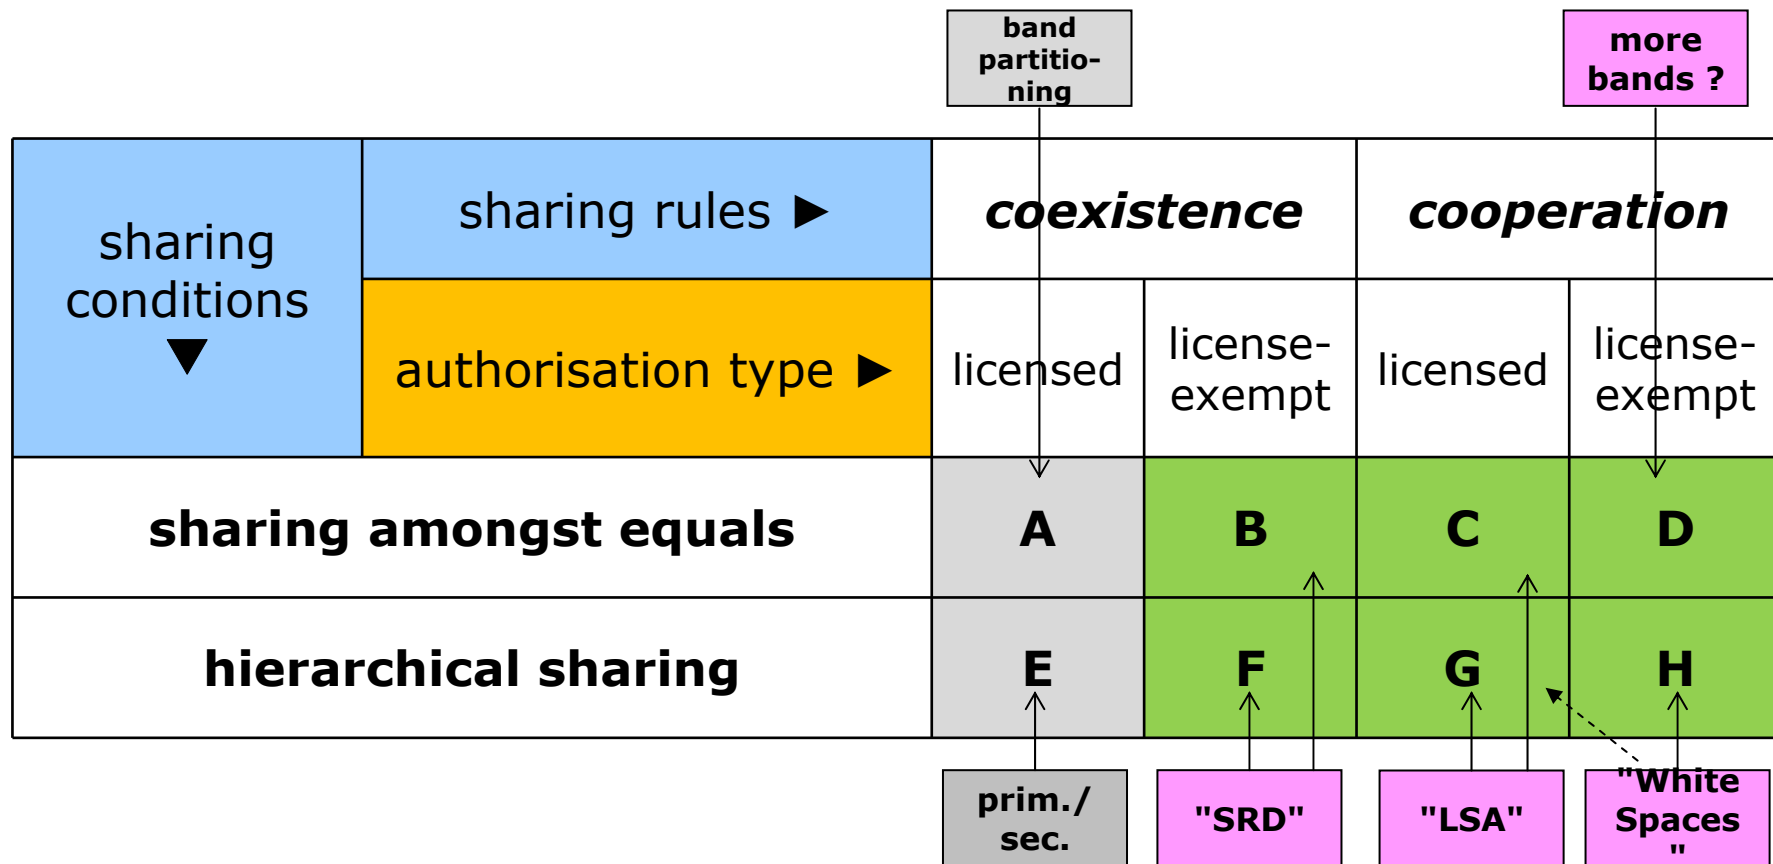 band
partitio-
ning
more
bands ?
sharing
conditions
▼
sharing rules ►
coexistence
cooperation
authorisation type ►
licensed
license-
exempt
licensed
license-
exempt
sharing amongst equals
A
B
C
D
hierarchical sharing
E
F
G
H
prim./
sec.
"SRD"
"LSA"
"White
Spaces
"